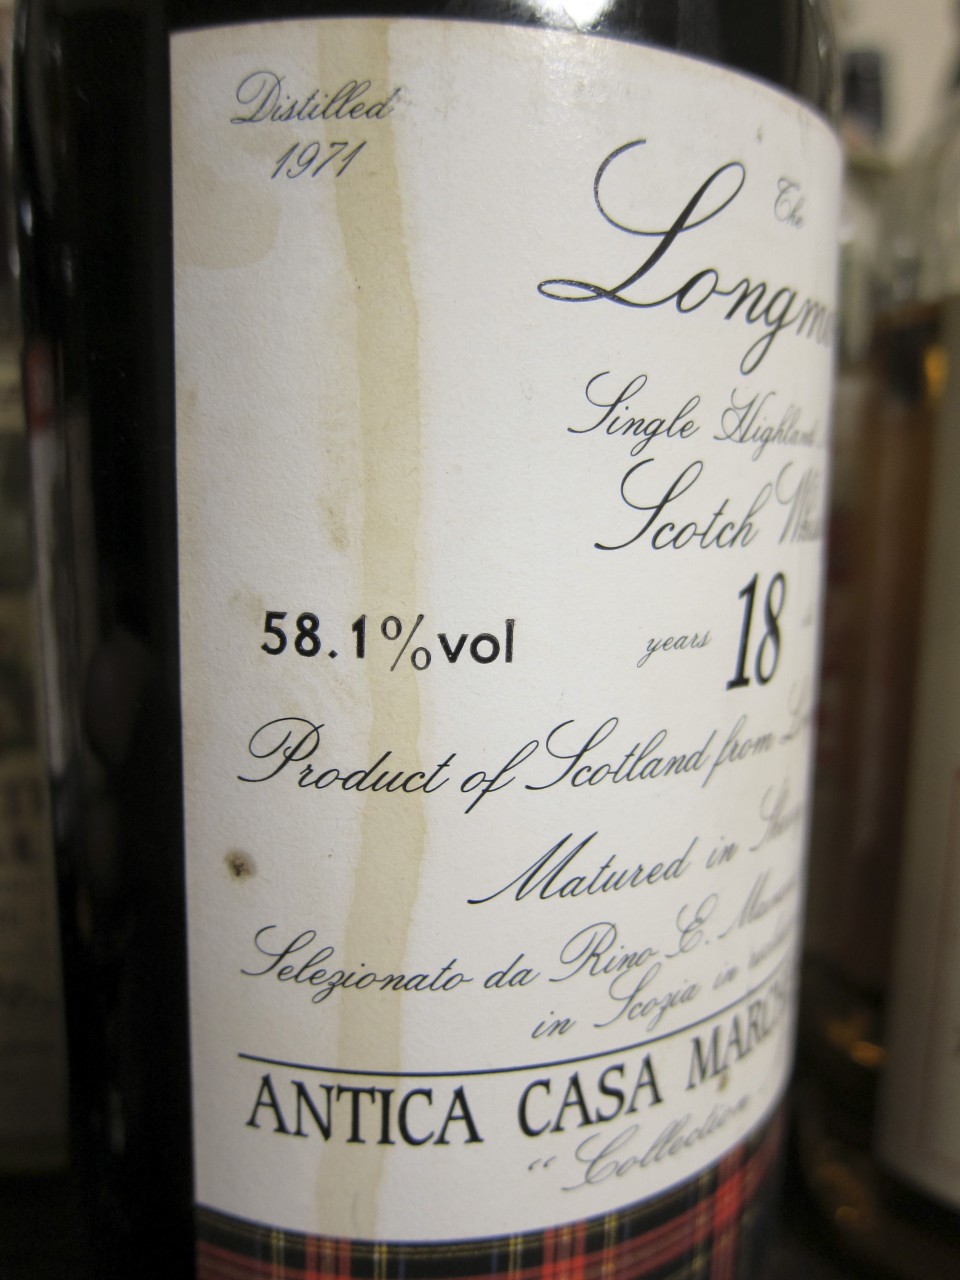 Distilled
1971
The
Longm
Single Highland
Scotch
58.1%vol
years 18
Product of Scotland from
Matured in
Selezionato da Rino E.
in Scozia in
ANTICA CASA
"Collection